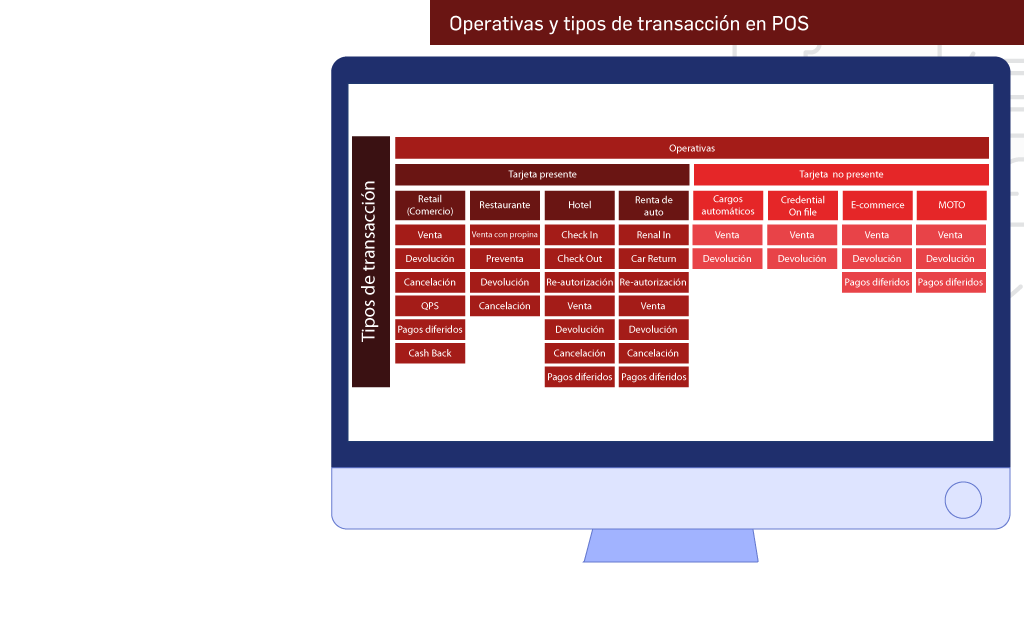 Operativas y tipos de transacción en POS
Tipos de transacción
Operativas
Tarjeta presente
Tarjeta no presente
Retail
(Comercio)
Restaurante
Hotel
Renta de
auto
Cargos
automáticos
Credential
On file
E-commerce
MOTO
Venta
Venta con propina
Check In
Renal In
Venta
Venta
Venta
Venta
Devolución
Preventa
Check Out
Car Return
Devolución
Devolución
Devolución
Devolución
Cancelación
Devolución
Re-autorización
Re-autorización
Pagos diferidos
Pagos diferidos
QPS
Cancelación
Venta
Venta
Pagos diferidos
Devolución
Devolución
Cash Back
Cancelación
Cancelación
Pagos diferidos
Pagos diferidos